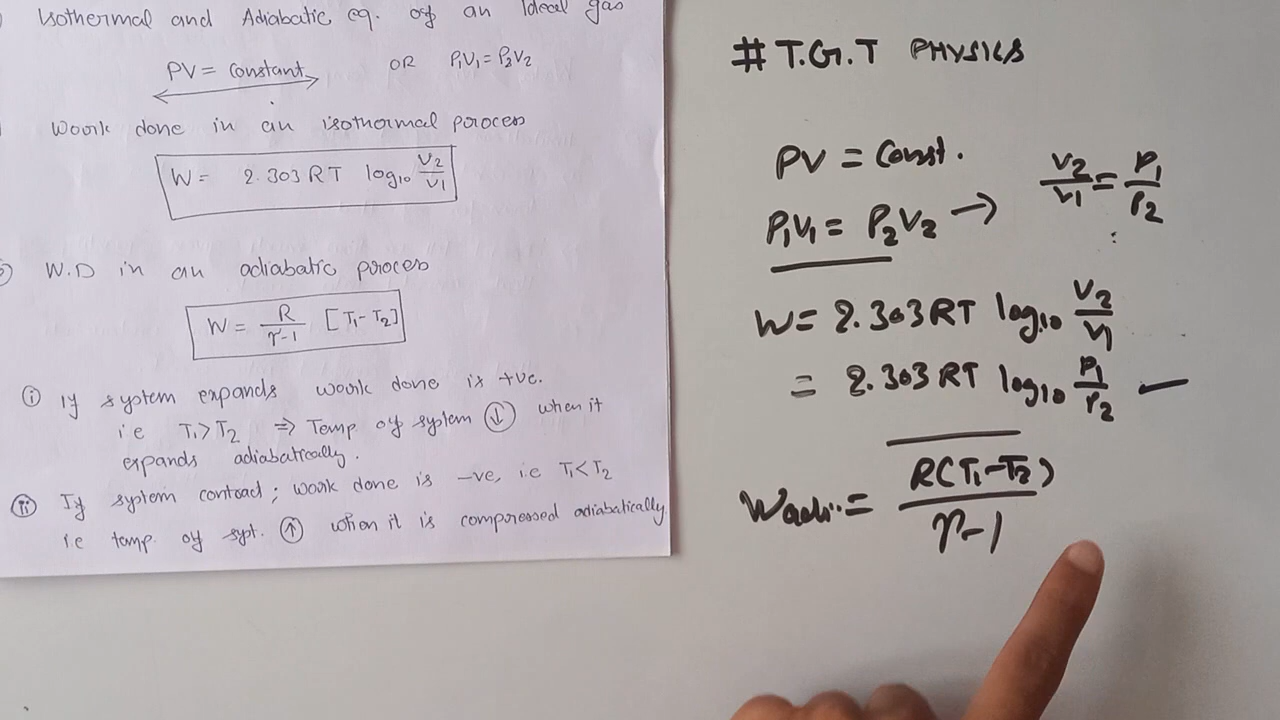 Isothermal and Adiabatic eq. of an Ideal gas
PV = Constant OR P₁V₁ = P₂V₂
Work done in an isothermal process
W = 2.303 RT log₁₀ V₂/V₁
W.D in an adiabatic process
W = R/γ-1 [T₁-T₂]
(i) If system expands work done is +ve.
i.e T₁>T₂ ⇒ Temp of system ↓ when it
expands adiabatically.
(ii) If system contract; work done is -ve, i.e T₁<T₂
i.e temp. of syst. ↑ when it is compressed adiabatically
# T.G.T PHYSICS
PV = Const.
P₁V₁ = P₂V₂ → V₂/V₁ = P₁/P₂
W = 2.303 RT log₁₀ V₂/V₁
= 2.303 RT log₁₀ P₁/P₂
Wadi. = R(T₁-T₂)/γ-1